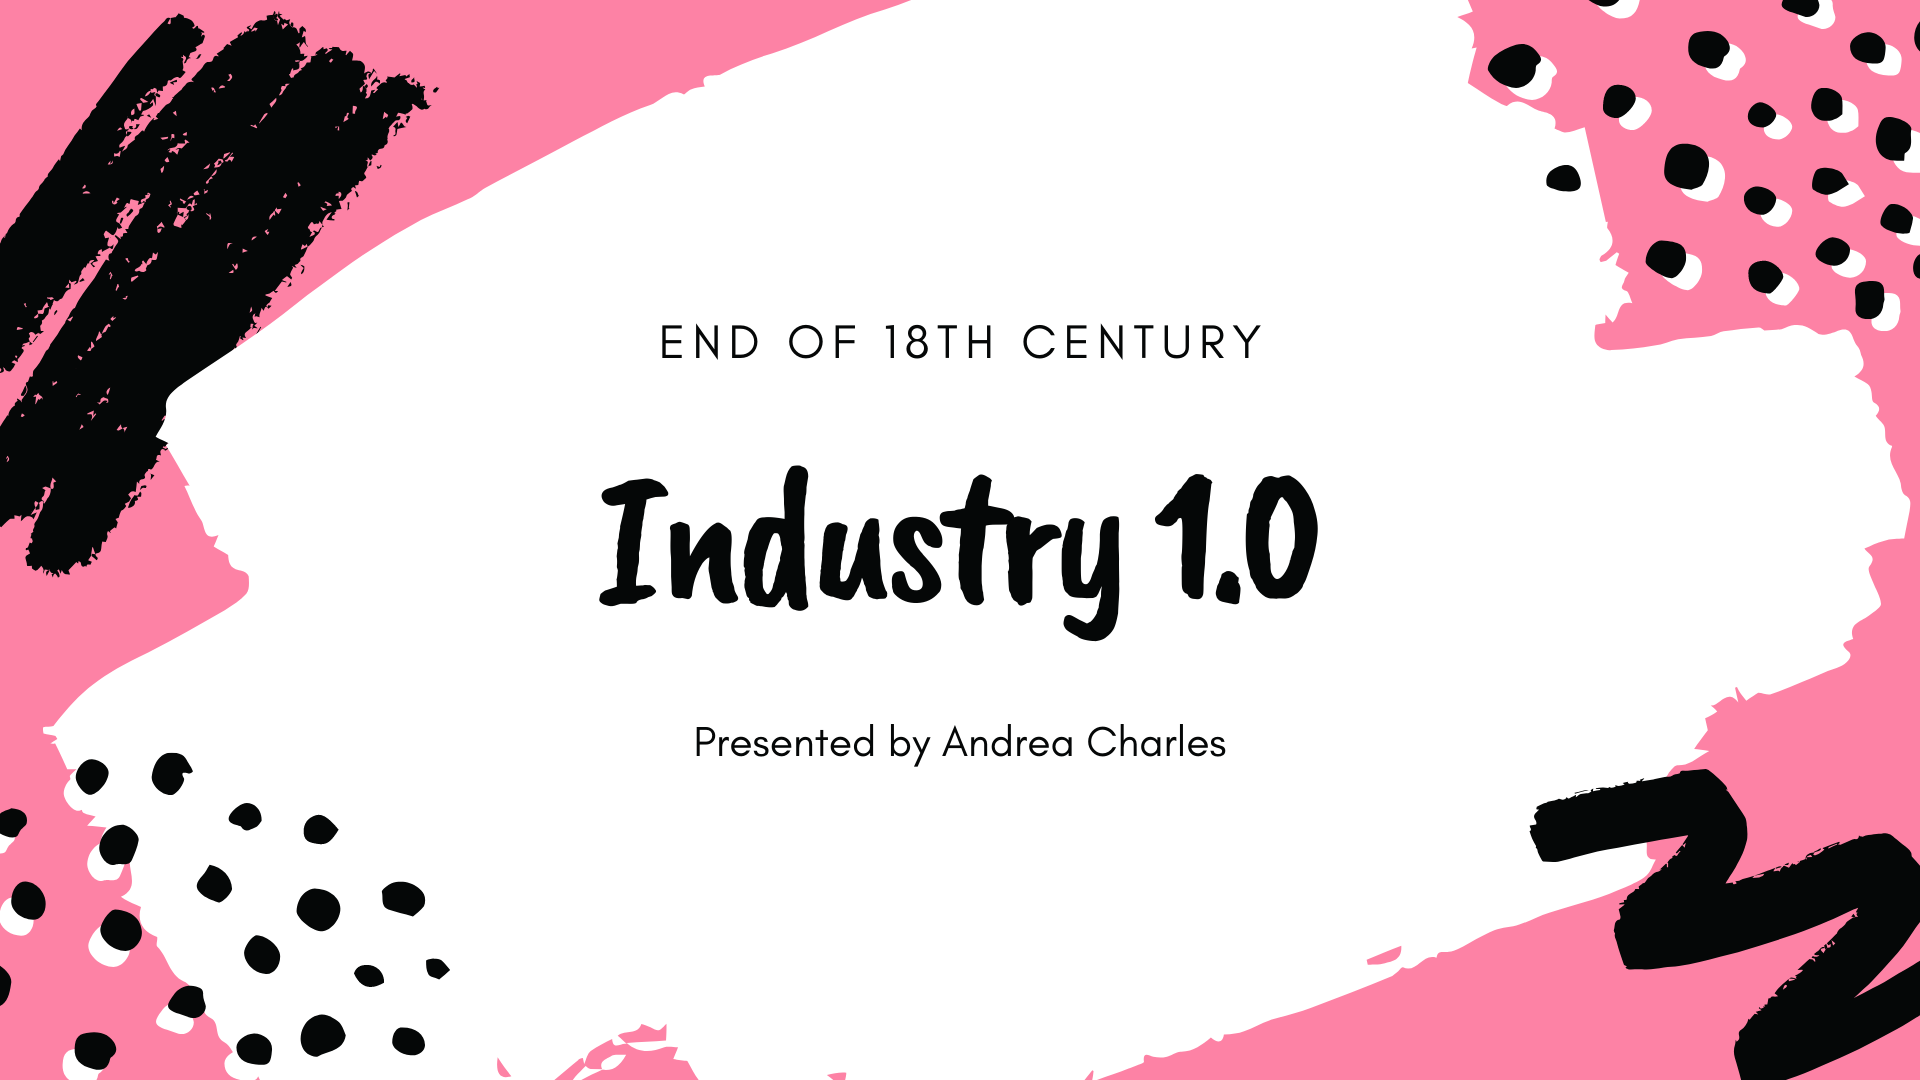 END OF 18TH CENTURY
Industry 1.0
Presented by Andrea Charles